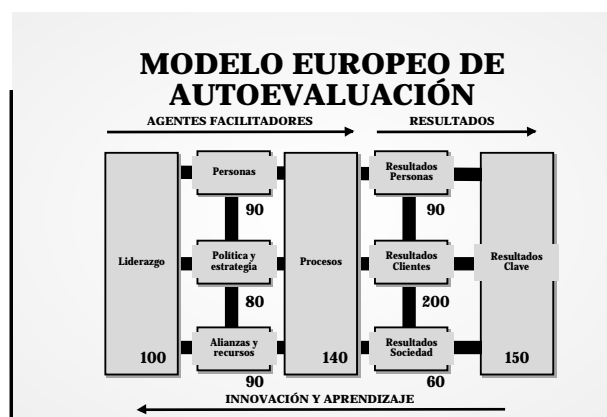 MODELO EUROPEO DE
AUTOEVALUACIÓN
AGENTES FACILITADORES
RESULTADOS
Liderazgo
100
Personas
90
Política y
estrategia
80
Alianzas y
recursos
90
Procesos
140
Resultados
Personas
90
Resultados
Clientes
200
Resultados
Sociedad
60
Resultados
Clave
150
INNOVACIÓN Y APRENDIZAJE